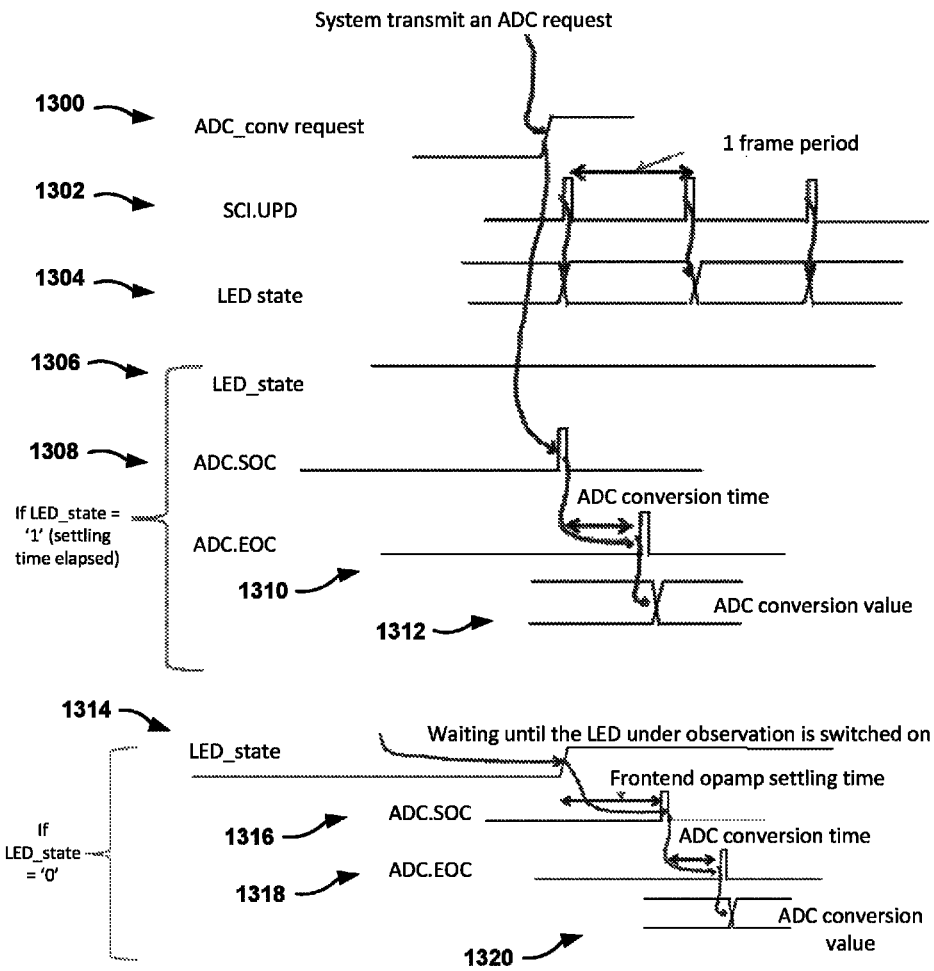 System transmit an ADC request
1300
ADC_conv request
1 frame period
1302
SCI.UPD
1304
LED state
1306
LED_state
1308
ADC.SOC
If LED_state =
‘1’ (settling
time elapsed)
ADC conversion time
ADC.EOC
1310
1312
ADC conversion value
1314
LED_state
Waiting until the LED under observation is switched on
Frontend opamp settling time
1316
ADC.SOC
If
LED_state
= ‘0’
ADC conversion time
1318
ADC.EOC
1320
ADC conversion
value